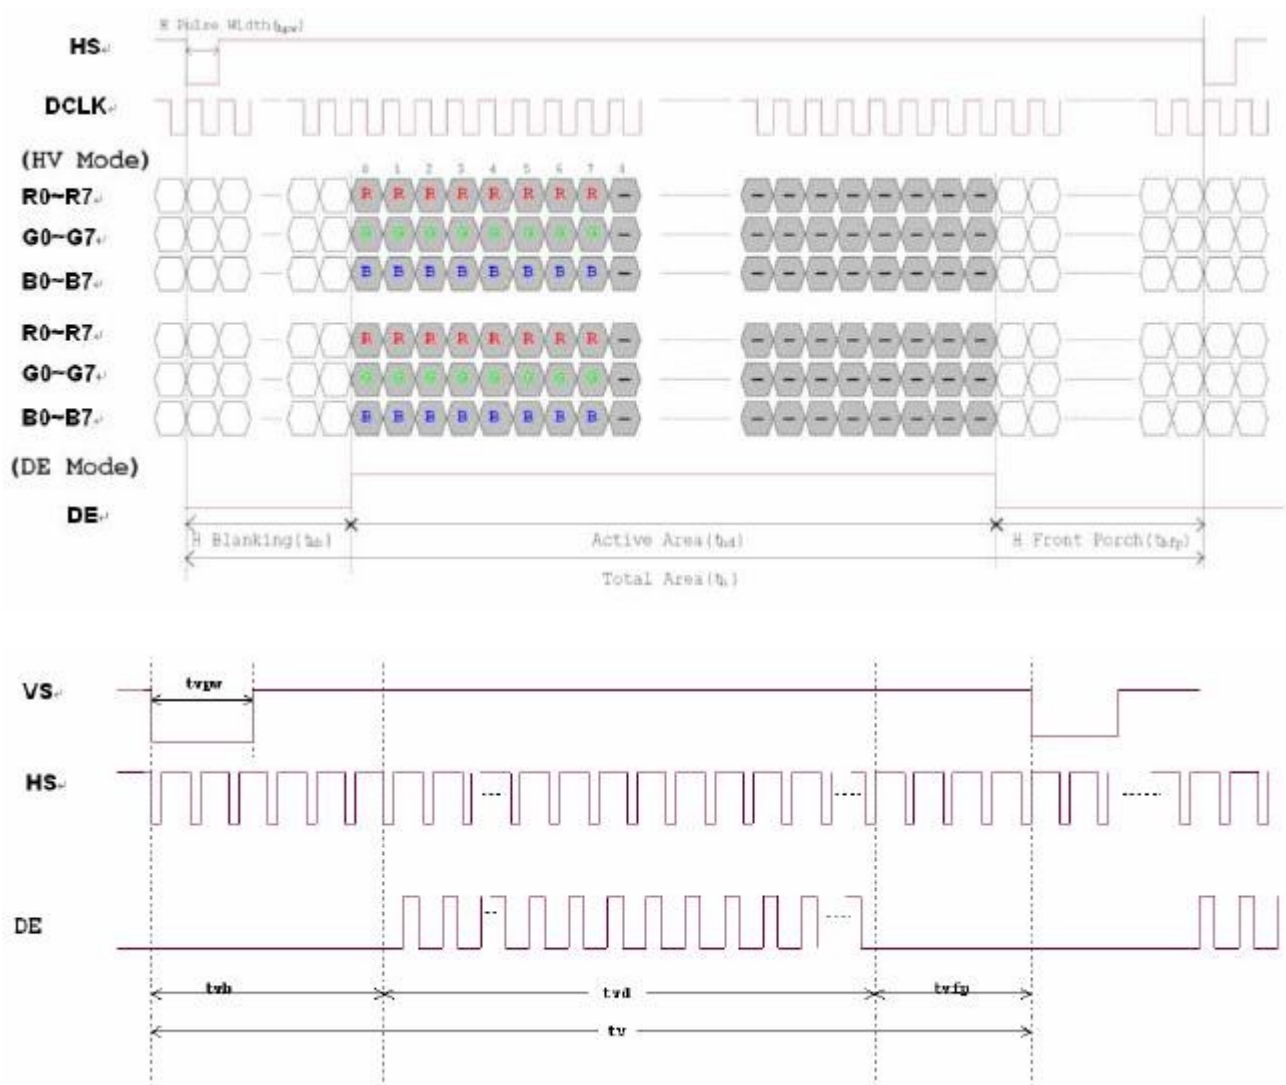 H Pulse Width(thpw)
HS
DCLK
(HV Mode)
0 1 2 3 4 5 6 7 8
R0~R7 R R R R R R R R
G0~G7 G G G G G G G G
B0~B7 B B B B B B B B
R0~R7 R R R R R R R R
G0~G7 G G G G G G G G
B0~B7 B B B B B B B B
(DE Mode)
DE
H Blanking(thb) Active Area(thd) H Front Porch(thfp)
Total Area(th)
VS tvpw
HS
DE
tvb tvd tvfp
tv